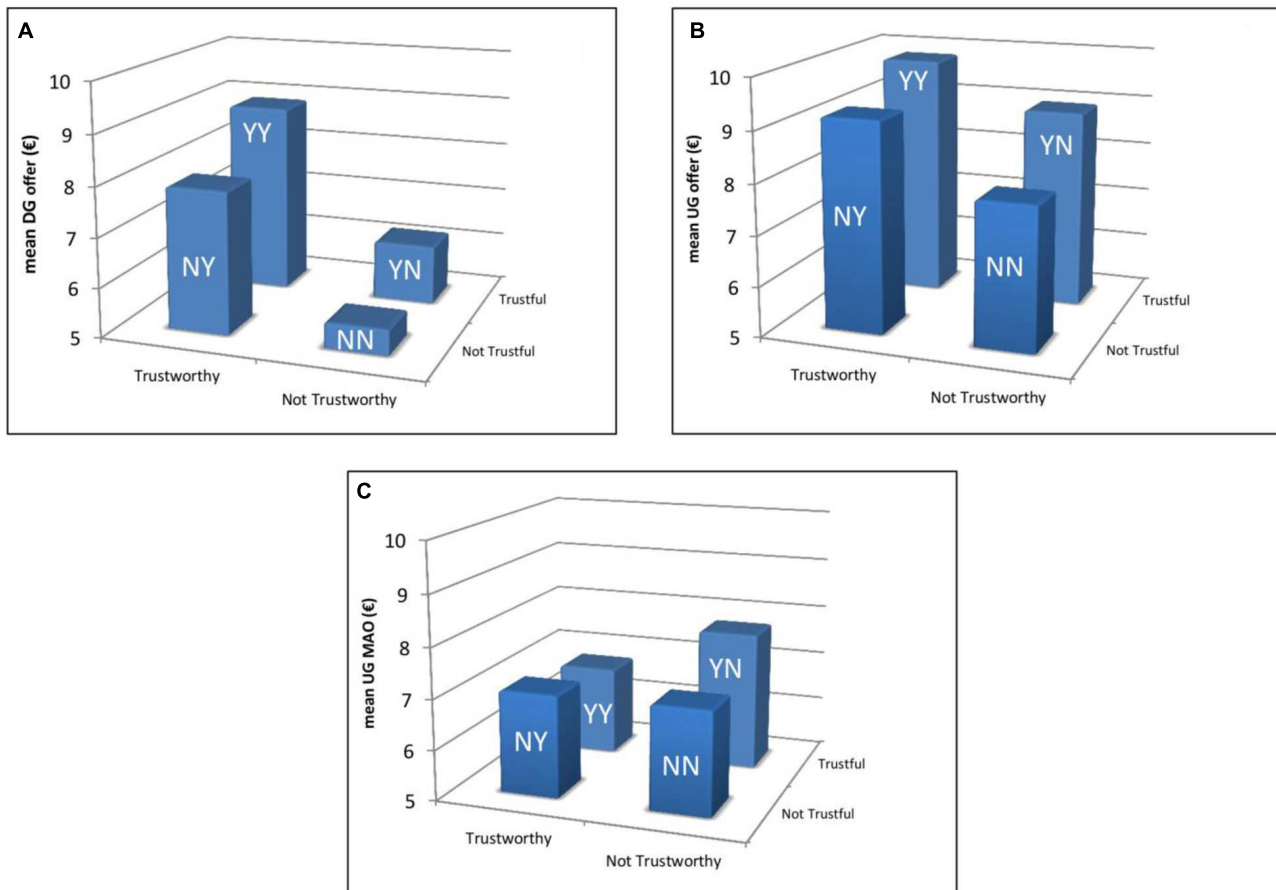 A
mean DG offer (€)
10
9
8
7
6
5
YY
NY
YN
NN
Trustful
Not Trustful
Trustworthy
Not Trustworthy
B
mean UG offer (€)
10
9
8
7
6
5
YY
NY
YN
NN
Trustful
Not Trustful
Trustworthy
Not Trustworthy
C
mean UG MAO (€)
10
9
8
7
6
5
YN
YY
NY
NN
Trustful
Not Trustful
Trustworthy
Not Trustworthy